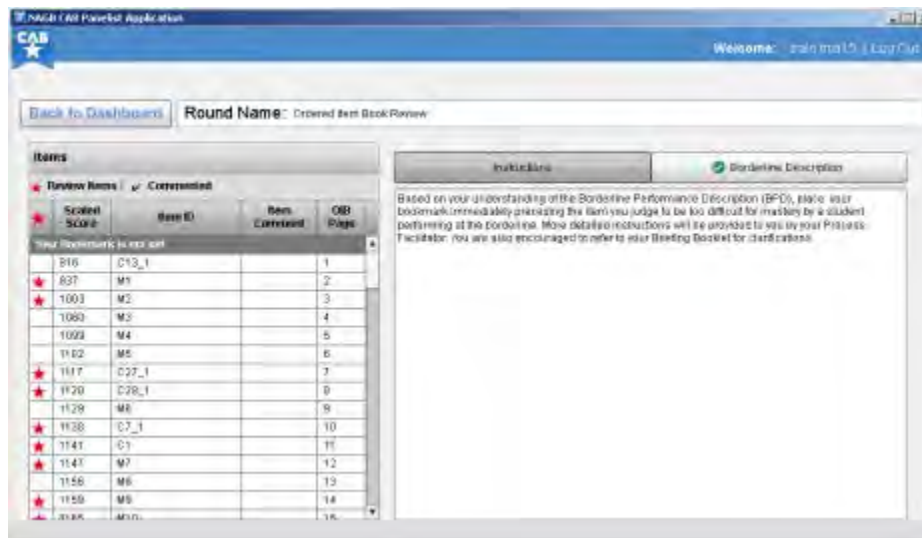 NAGB CAB Panelist Application
CAB
Welcome: | Log Out
Back to Dashboard
Round Name: Ordered Item Book Review
Items
Review Items | Commented
Scaled Score Item ID Item Comment OIB Page
Your Bookmark is not set
816 C13_1 1
837 M1 2
1003 M2 3
1080 M3 4
1099 M4 5
1102 M5 6
1117 C27_1 7
1120 C28_1 8
1129 9
1138 C7_1 10
1141 C1 11
1147 M7 12
1156 M8 13
1159 M9 14
M10 15
Instructions
Borderline Description
Based on your understanding of the Borderline Performance Description (BPD), place your
bookmark immediately preceding the item you judge to be too difficult for mastery by a student
performing at the borderline. More detailed instructions will be provided to you by your Process
Facilitator. You are also encouraged to refer to your Briefing Booklet for clarifications.